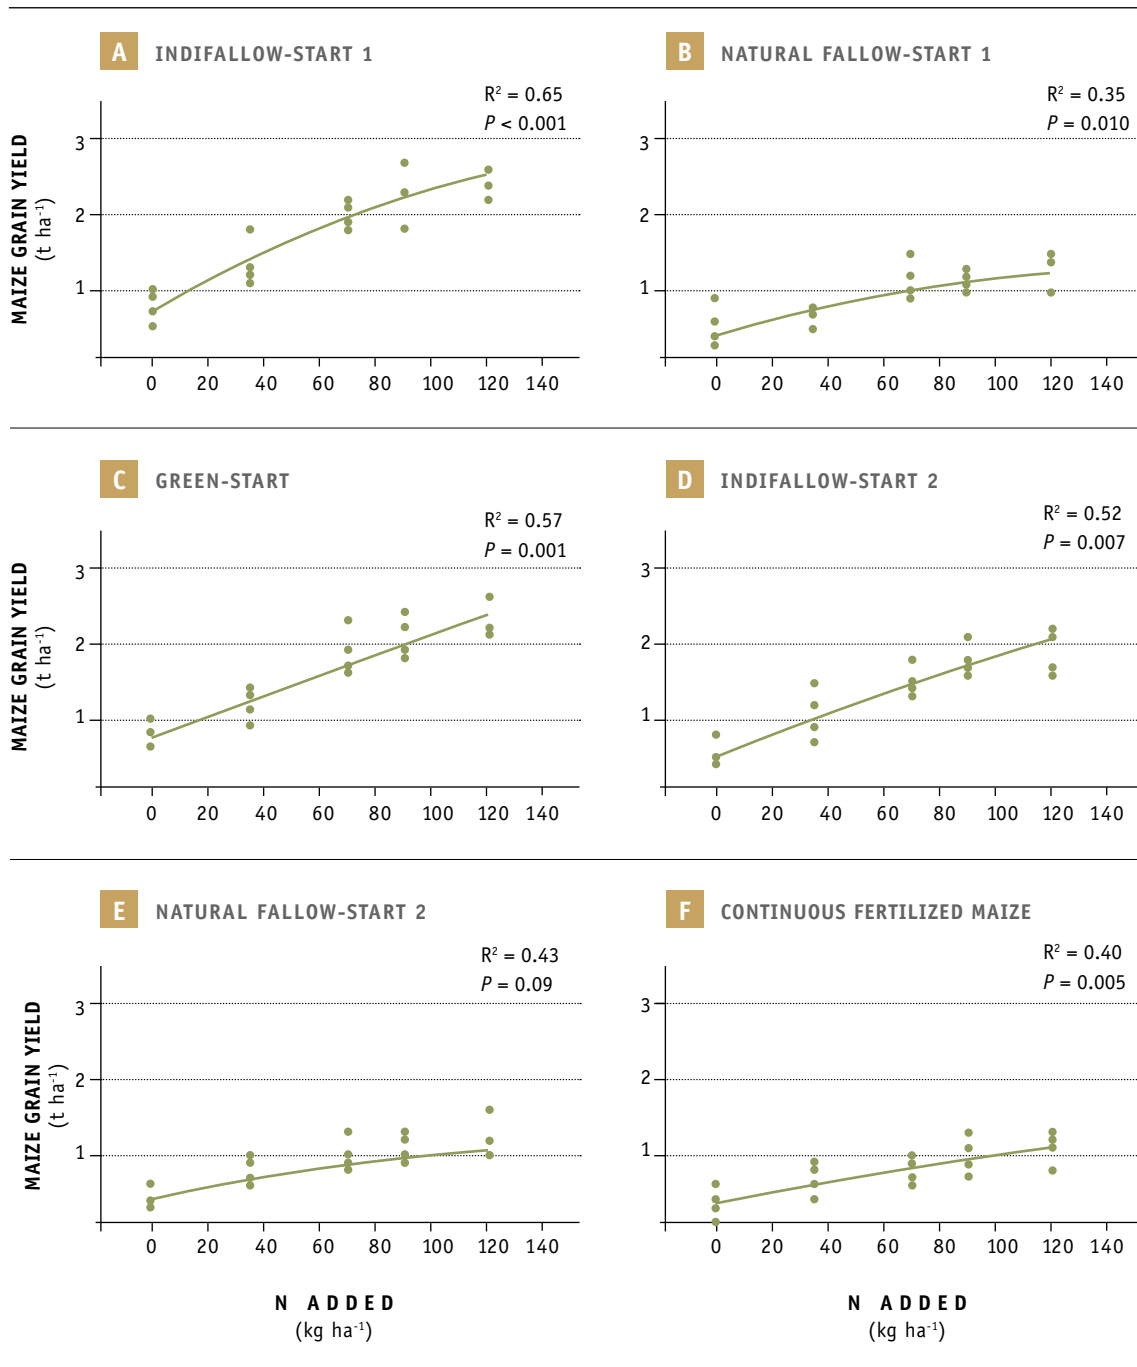 A INDIFALLOW-START 1
R² = 0.65
P < 0.001
MAIZE GRAIN YIELD
(t ha⁻¹)
3
2
1
0 20 40 60 80 100 120 140
B NATURAL FALLOW-START 1
R² = 0.35
P = 0.010
3
2
1
0 20 40 60 80 100 120 140
C GREEN-START
R² = 0.57
P = 0.001
MAIZE GRAIN YIELD
(t ha⁻¹)
3
2
1
0 20 40 60 80 100 120 140
D INDIFALLOW-START 2
R² = 0.52
P = 0.007
3
2
1
0 20 40 60 80 100 120 140
E NATURAL FALLOW-START 2
R² = 0.43
P = 0.09
MAIZE GRAIN YIELD
(t ha⁻¹)
3
2
1
0 20 40 60 80 100 120 140
N ADDED
(kg ha⁻¹)
F CONTINUOUS FERTILIZED MAIZE
R² = 0.40
P = 0.005
3
2
1
0 20 40 60 80 100 120 140
N ADDED
(kg ha⁻¹)